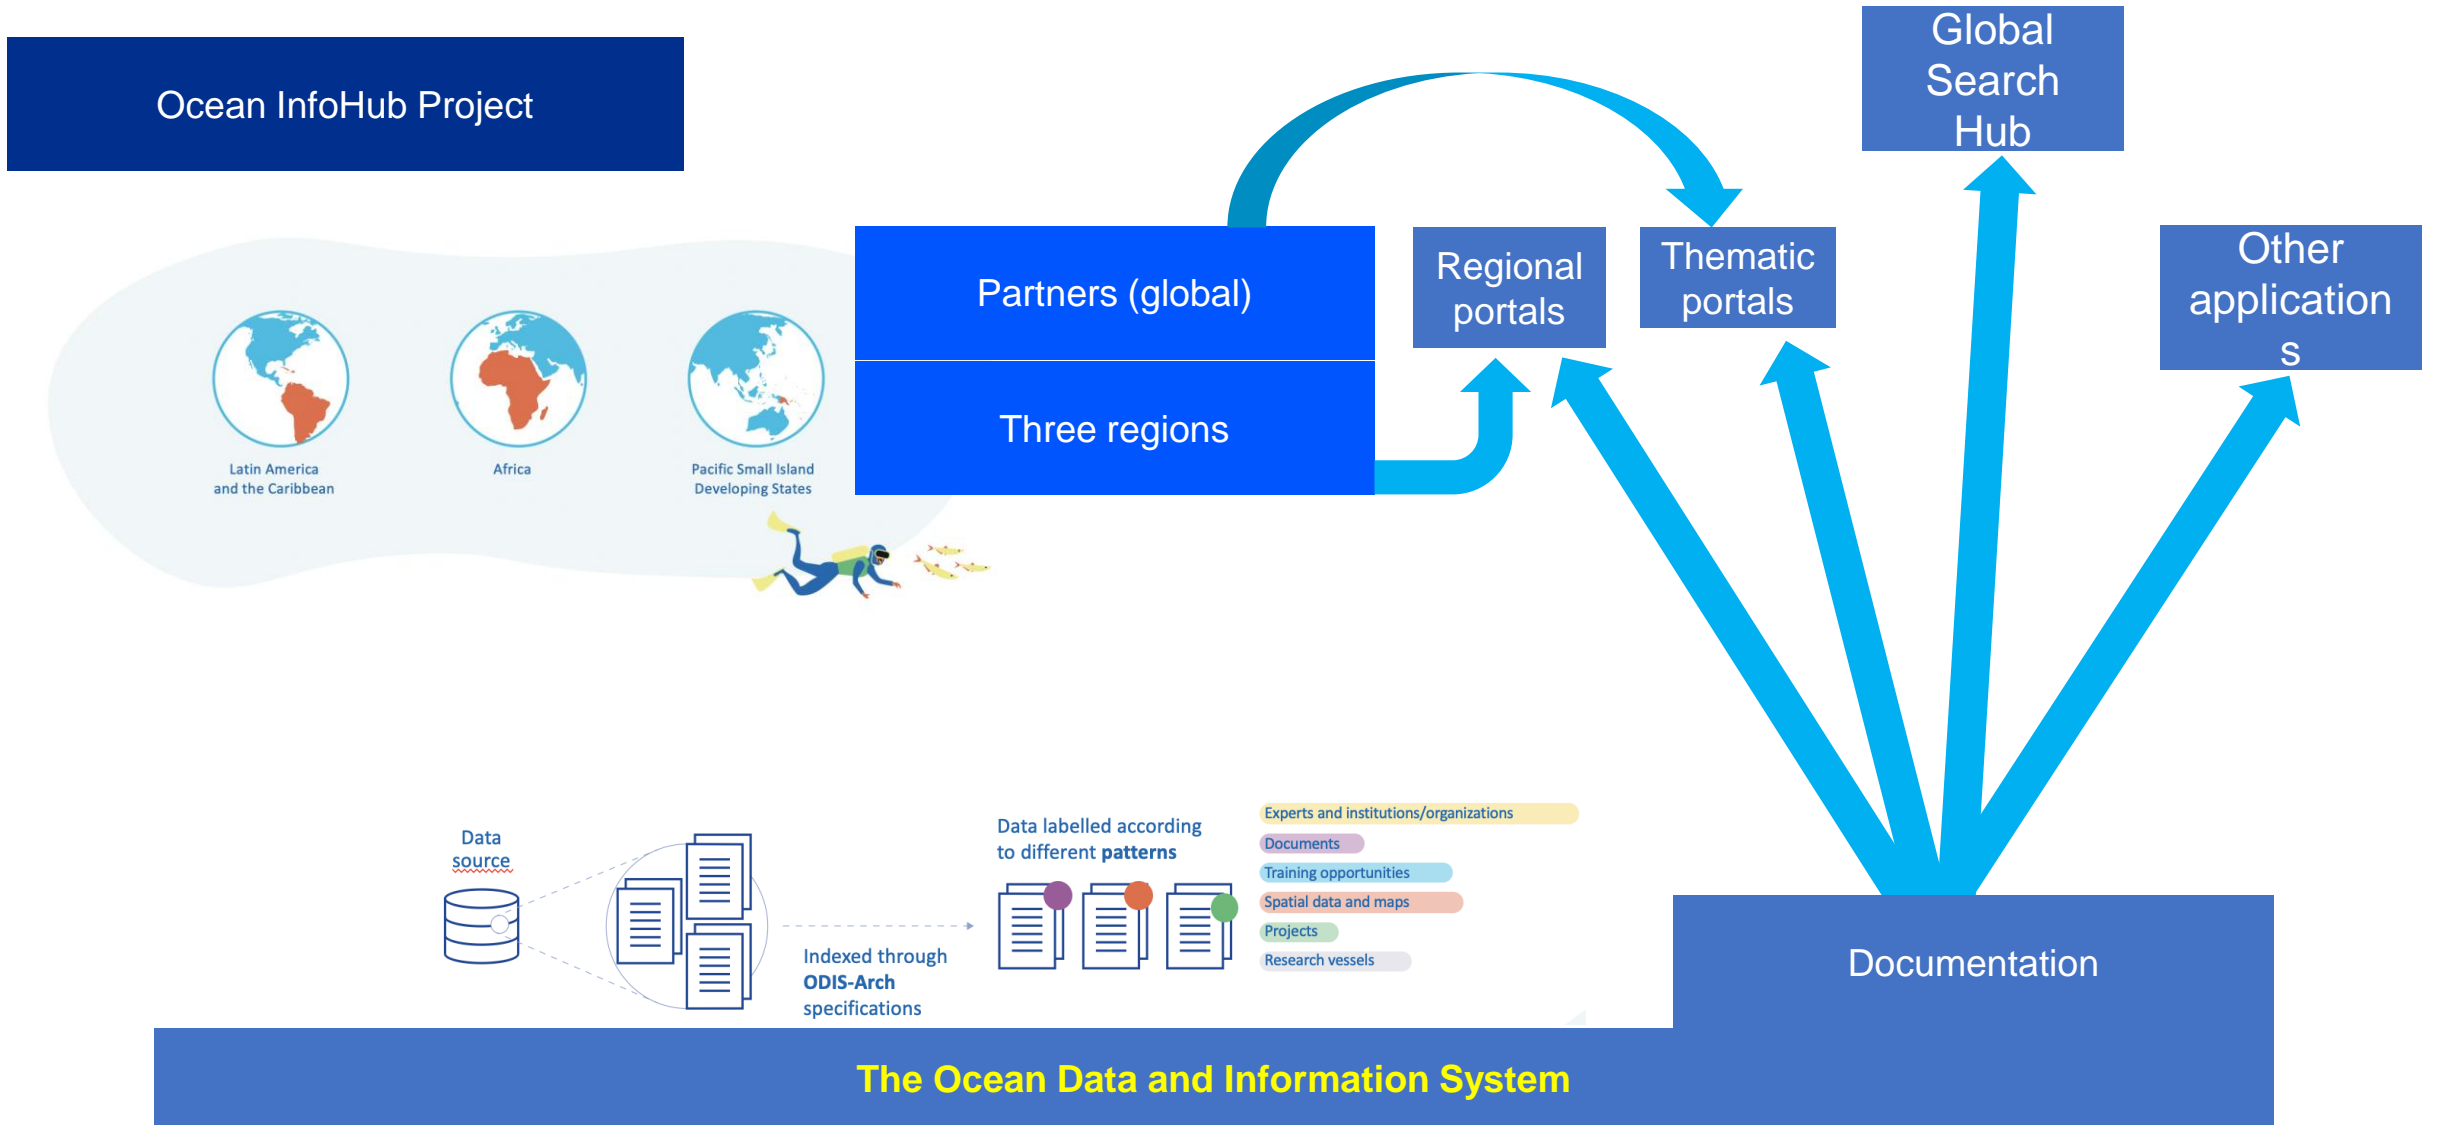 Ocean InfoHub Project
Global
Search
Hub
Partners (global)
Three regions
Regional
portals
Thematic
portals
Other
application
s
Latin America
and the Caribbean
Africa
Pacific Small Island
Developing States
Data
source
Indexed through
ODIS-Arch
specifications
Data labelled according
to different patterns
Experts and institutions/organizations
Documents
Training opportunities
Spatial data and maps
Projects
Research vessels
Documentation
The Ocean Data and Information System